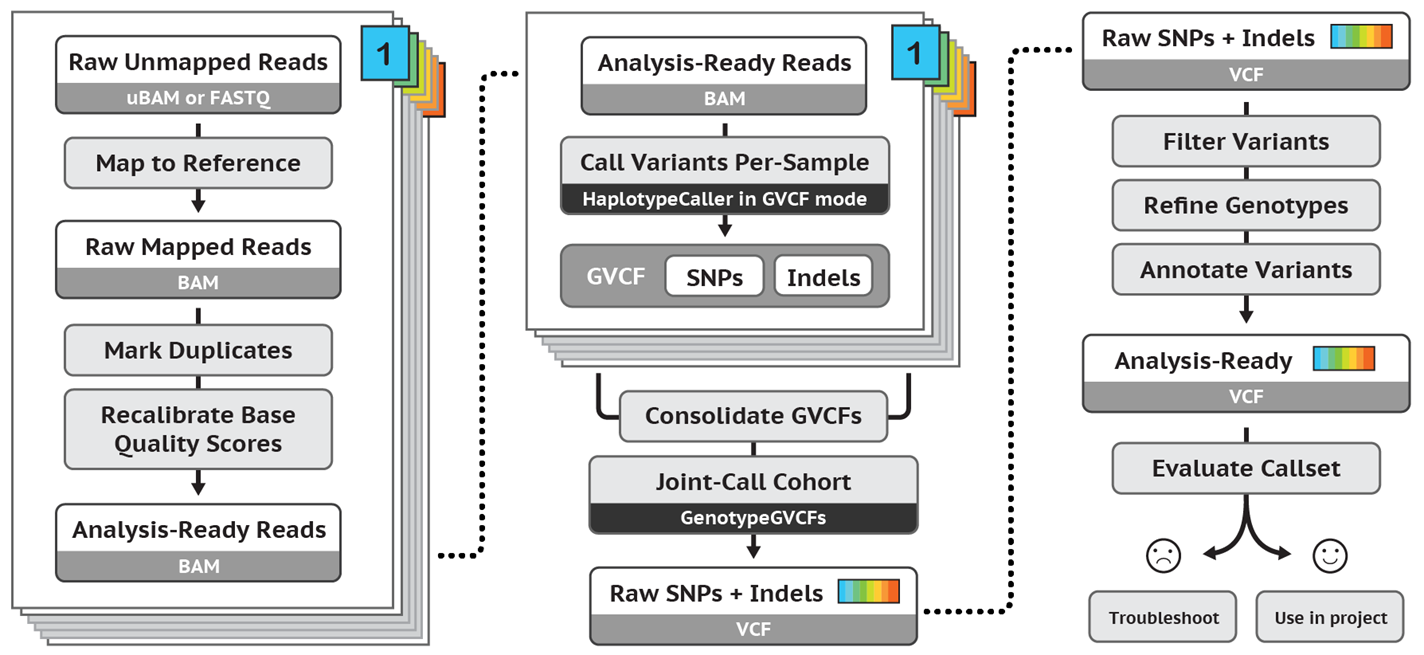 1
Raw Unmapped Reads
uBAM or FASTQ
Map to Reference
Raw Mapped Reads
BAM
Mark Duplicates
Recalibrate Base
Quality Scores
Analysis-Ready Reads
BAM
1
Analysis-Ready Reads
BAM
Call Variants Per-Sample
HaplotypeCaller in GVCF mode
GVCF SNPs Indels
Consolidate GVCFs
Joint-Call Cohort
GenotypeGVCFs
Raw SNPs + Indels
VCF
Raw SNPs + Indels
VCF
Filter Variants
Refine Genotypes
Annotate Variants
Analysis-Ready
VCF
Evaluate Callset
Troubleshoot
Use in project